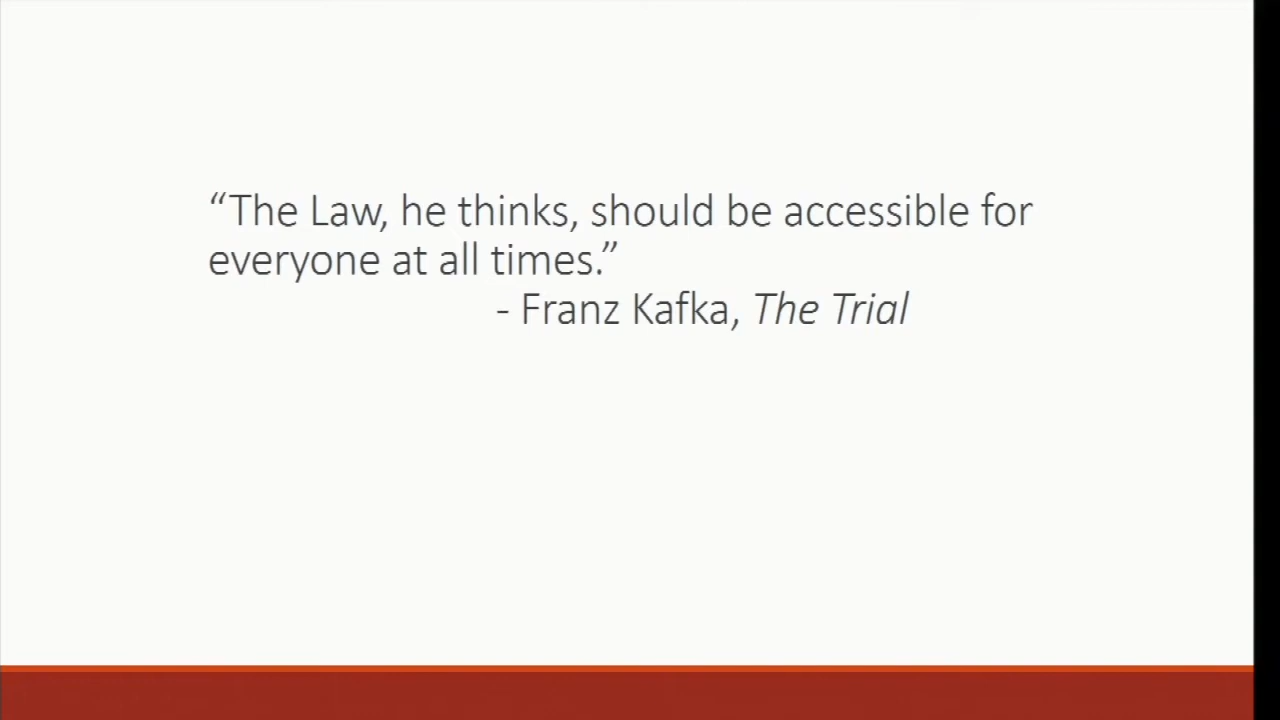 “The Law, he thinks, should be accessible for
everyone at all times.”
- Franz Kafka, The Trial